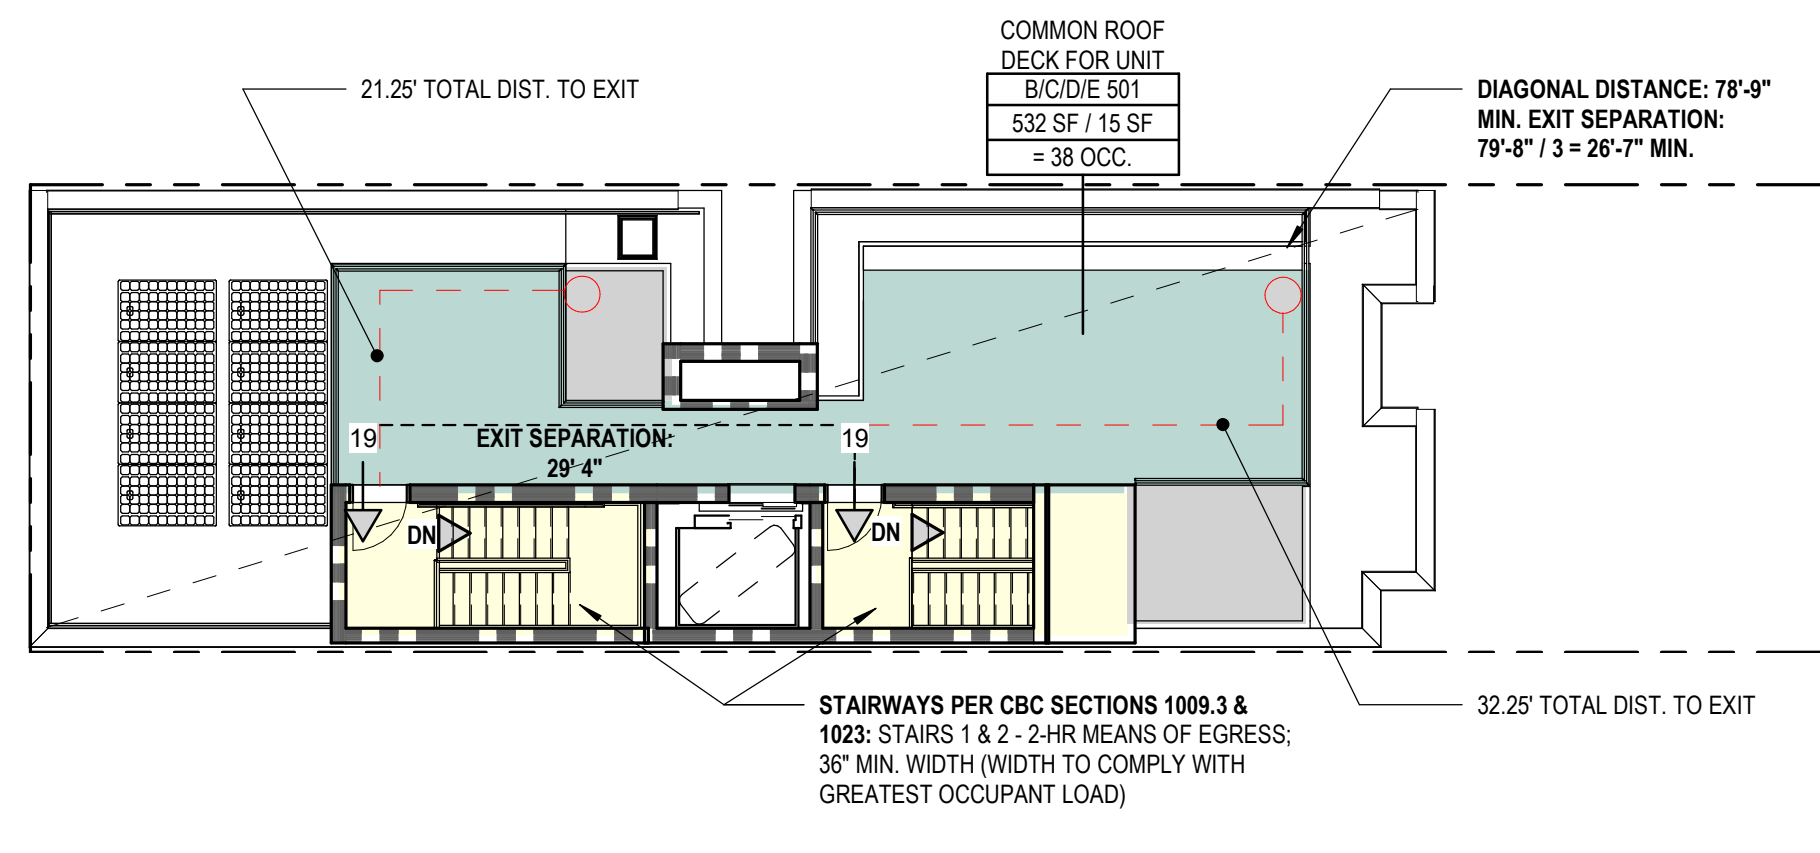 COMMON ROOF
DECK FOR UNIT
B/C/D/E 501
532 SF / 15 SF
= 38 OCC.
21.25' TOTAL DIST. TO EXIT
DIAGONAL DISTANCE: 78'-9"
MIN. EXIT SEPARATION:
79'-8" / 3 = 26'-7" MIN.
19
EXIT SEPARATION:
29' 4"
19
DN
DN
STAIRWAYS PER CBC SECTIONS 1009.3 &
1023: STAIRS 1 & 2 - 2-HR MEANS OF EGRESS;
36" MIN. WIDTH (WIDTH TO COMPLY WITH
GREATEST OCCUPANT LOAD)
32.25' TOTAL DIST. TO EXIT